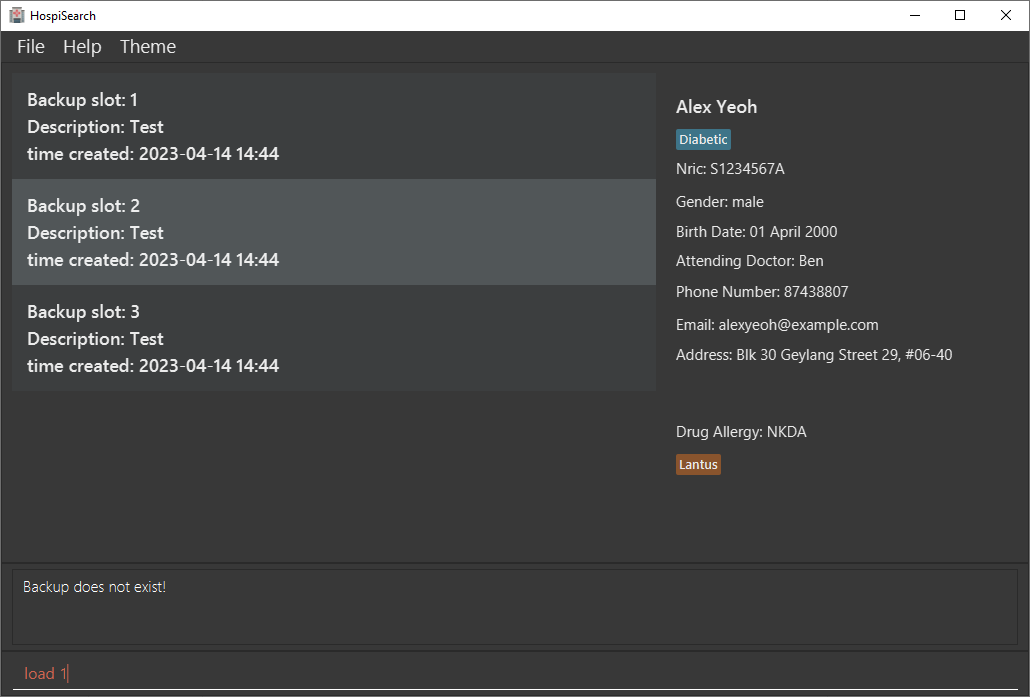 HospiSearch
File Help Theme
Backup slot: 1
Description: Test
time created: 2023-04-14 14:44
Backup slot: 2
Description: Test
time created: 2023-04-14 14:44
Backup slot: 3
Description: Test
time created: 2023-04-14 14:44
Alex Yeoh
Diabetic
Nric: S1234567A
Gender: male
Birth Date: 01 April 2000
Attending Doctor: Ben
Phone Number: 87438807
Email: alexyeoh@example.com
Address: Blk 30 Geylang Street 29, #06-40
Drug Allergy: NKDA
Lantus
Backup does not exist!
load 1